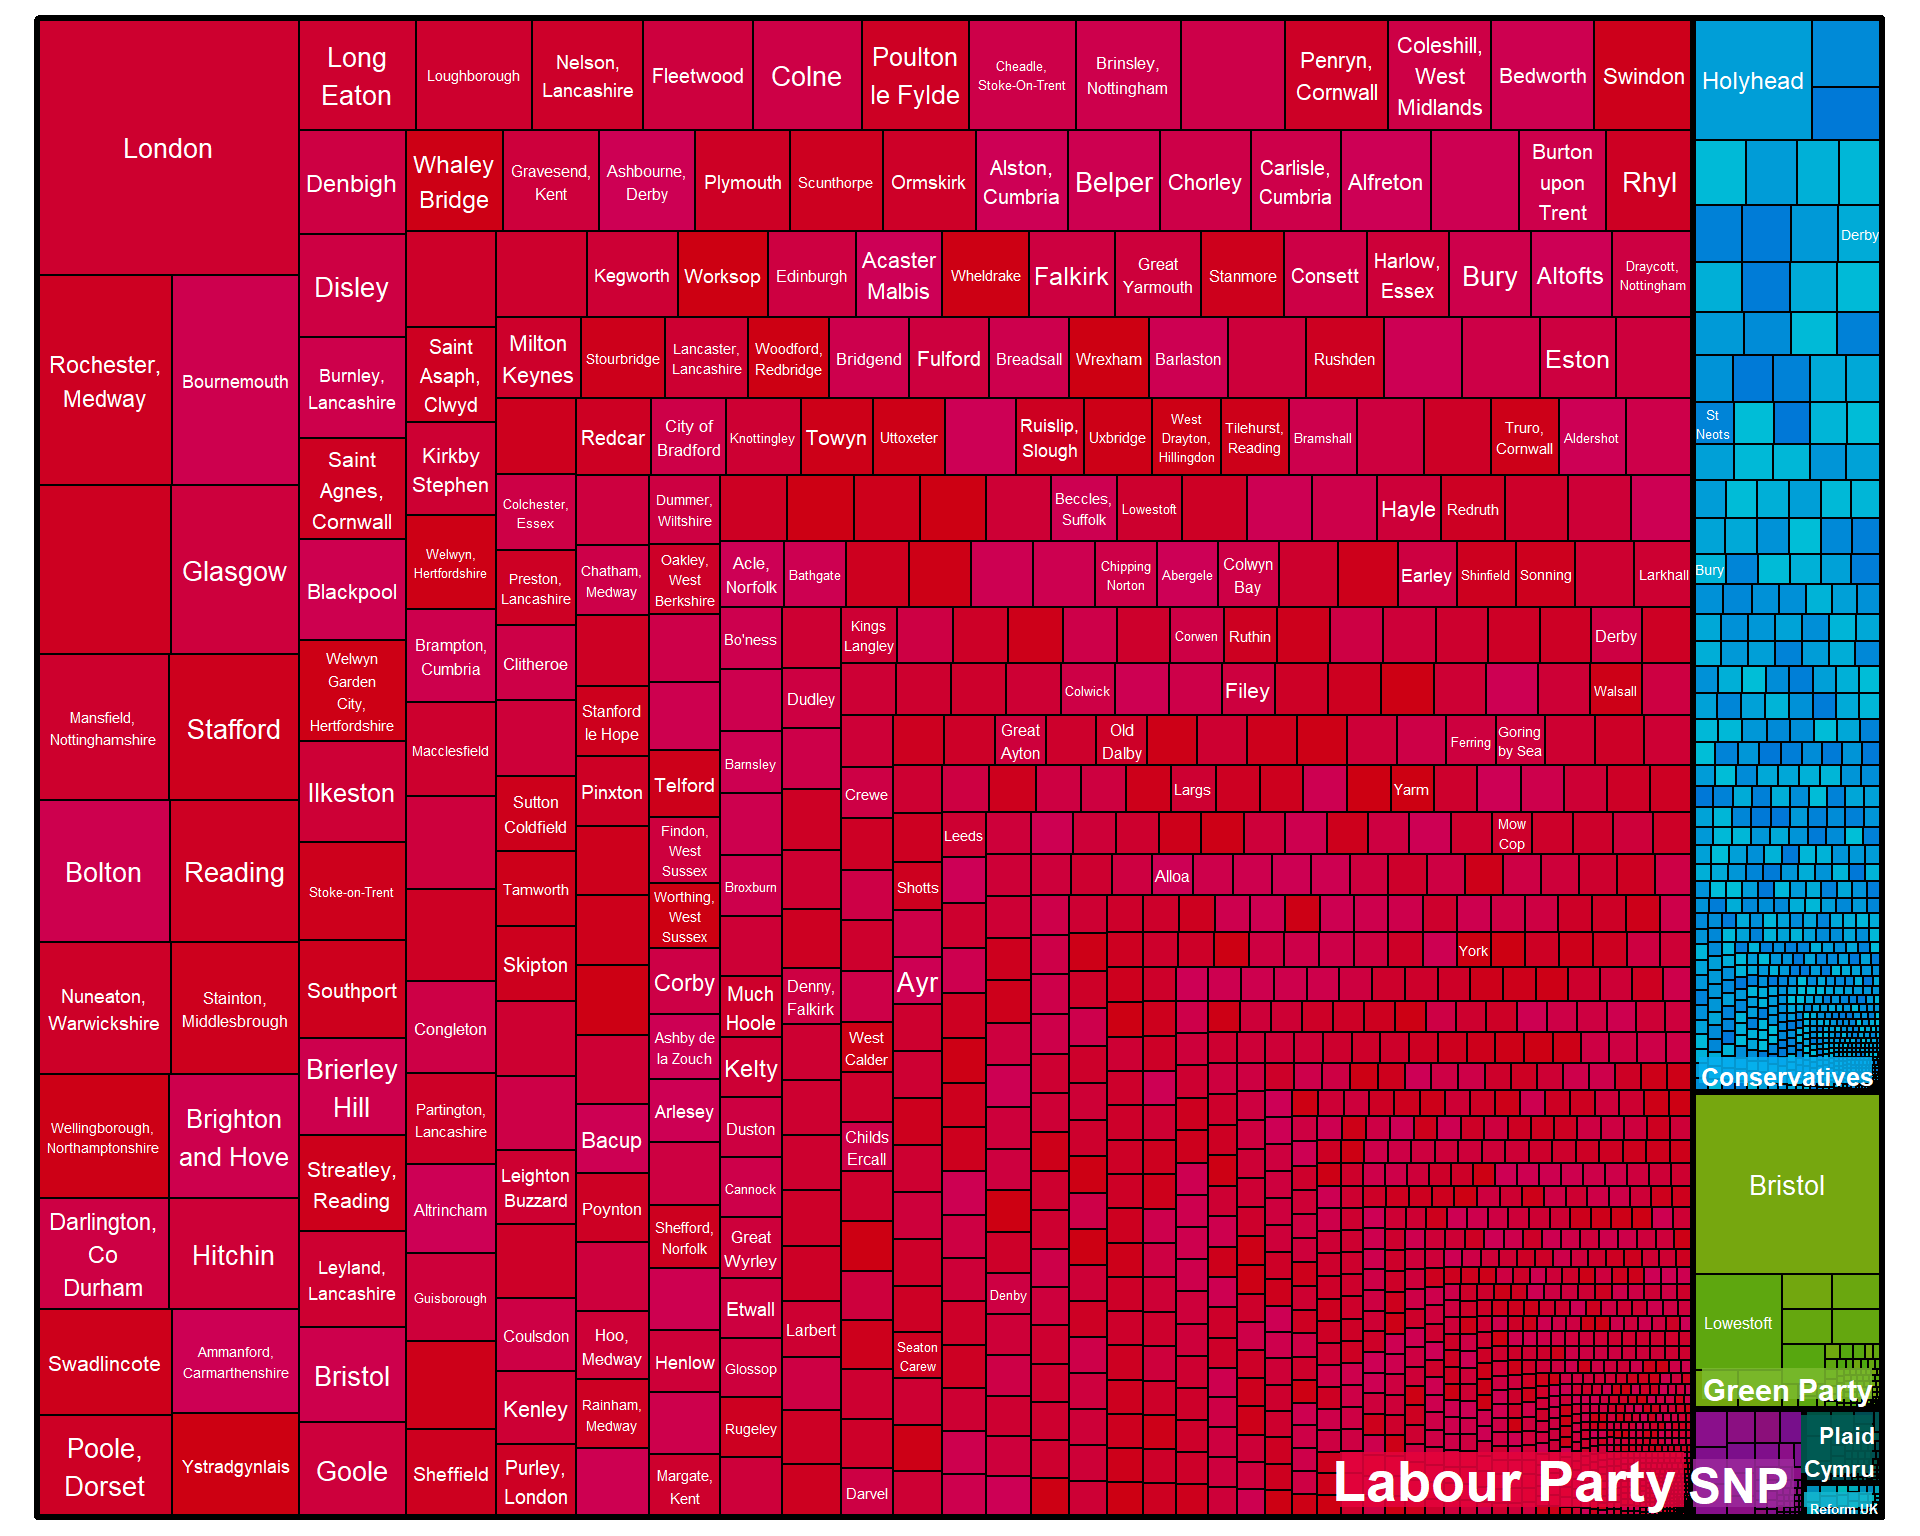 London
Long
Eaton
Loughborough
Nelson,
Lancashire
Fleetwood
Colne
Poulton
le Fylde
Cheadle,
Stoke-On-Trent
Brinsley,
Nottingham
Penryn,
Cornwall
Coleshill,
West
Midlands
Bedworth
Swindon
Holyhead
Denbigh
Whaley
Bridge
Gravesend,
Kent
Ashbourne,
Derby
Plymouth
Scunthorpe
Ormskirk
Alston,
Cumbria
Belper
Chorley
Carlisle,
Cumbria
Alfreton
Burton
upon
Trent
Rhyl
Derby
Disley
Kegworth
Worksop
Edinburgh
Acaster
Malbis
Wheldrake
Falkirk
Great
Yarmouth
Stanmore
Consett
Harlow,
Essex
Bury
Altofts
Draycott,
Nottingham
Rochester,
Medway
Bournemouth
Burnley,
Lancashire
Saint
Asaph,
Clwyd
Milton
Keynes
Stourbridge
Lancaster,
Lancashire
Woodford,
Redbridge
Bridgend
Fulford
Breadsall
Wrexham
Barlaston
Rushden
Eston
St
Neots
Saint
Agnes,
Cornwall
Kirkby
Stephen
Redcar
City of
Bradford
Knottingley
Towyn
Uttoxeter
Ruislip,
Slough
Uxbridge
West
Drayton,
Hillingdon
Tilehurst,
Reading
Bramshall
Truro,
Cornwall
Aldershot
Colchester,
Essex
Dummer,
Wiltshire
Beccles,
Suffolk
Lowestoft
Hayle
Redruth
Glasgow
Blackpool
Welwyn,
Hertfordshire
Preston,
Lancashire
Chatham,
Medway
Oakley,
West
Berkshire
Acle,
Norfolk
Bathgate
Chipping
Norton
Abergele
Colwyn
Bay
Earley
Shinfield
Sonning
Larkhall
Bury
Welwyn
Garden
City,
Hertfordshire
Brampton,
Cumbria
Clitheroe
Bo'ness
Kings
Langley
Corwen
Ruthin
Derby
Mansfield,
Nottinghamshire
Stafford
Macclesfield
Stanford
le Hope
Dudley
Colwick
Filey
Walsall
Great
Ayton
Old
Dalby
Ferring
Goring
by Sea
Ilkeston
Sutton
Coldfield
Pinxton
Telford
Barnsley
Crewe
Largs
Yarm
Bolton
Reading
Stoke-on-Trent
Tamworth
Findon,
West
Sussex
Worthing,
West
Sussex
Broxburn
Shotts
Leeds
Alloa
Mow
Cop
Nuneaton,
Warwickshire
Stainton,
Middlesbrough
Southport
Congleton
Skipton
Corby
Ashby de
la Zouch
Much
Hoole
Denny,
Falkirk
West
Calder
Ayr
York
Conservatives
Wellingborough,
Northamptonshire
Brighton
and Hove
Brierley
Hill
Partington,
Lancashire
Bacup
Arlesey
Kelty
Duston
Childs
Ercall
Darlington,
Co
Durham
Hitchin
Streatley,
Reading
Altrincham
Leighton
Buzzard
Poynton
Shefford,
Norfolk
Cannock
Great
Wyrley
Bristol
Leyland,
Lancashire
Guisborough
Etwall
Denby
Swadlincote
Ammanford,
Carmarthenshire
Bristol
Coulsdon
Hoo,
Medway
Henlow
Glossop
Larbert
Seaton
Carew
Lowestoft
Kenley
Rainham,
Medway
Rugeley
Green Party
Poole,
Dorset
Ystradgynlais
Goole
Sheffield
Purley,
London
Margate,
Kent
Darvel
Labour Party
SNP
Plaid
Cymru
Reform UK